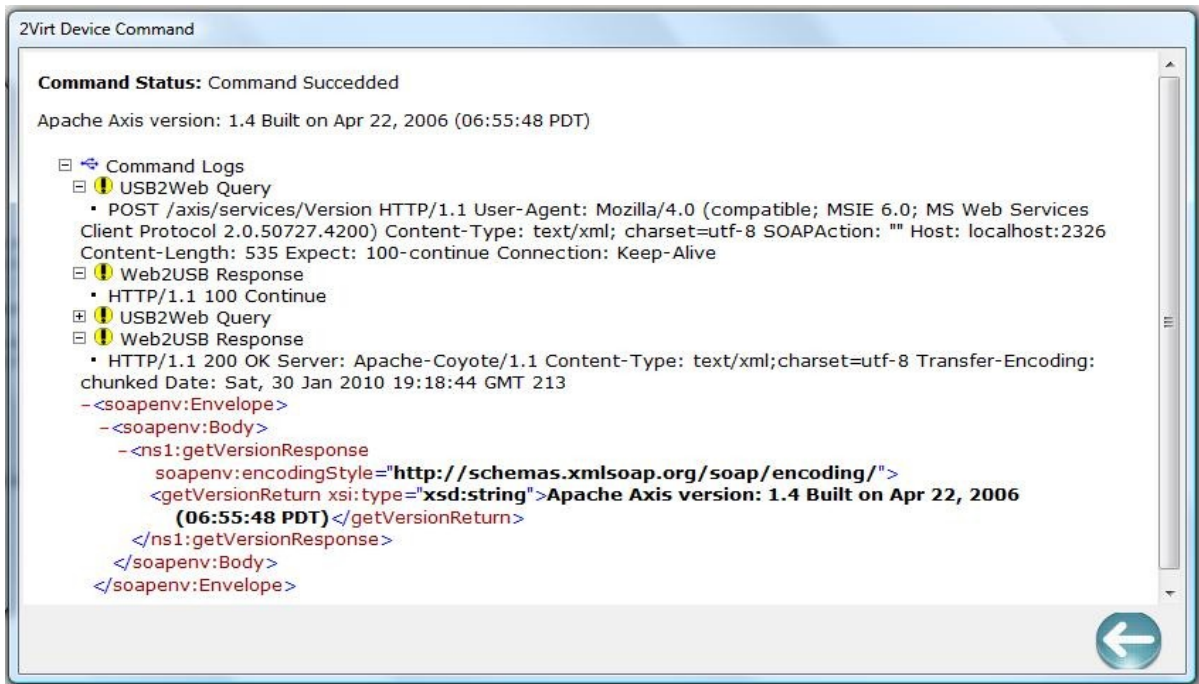 2Virt Device Command
Command Status: Command Succedded
Apache Axis version: 1.4 Built on Apr 22, 2006 (06:55:48 PDT)
Command Logs
USB2Web Query
POST /axis/services/Version HTTP/1.1 User-Agent: Mozilla/4.0 (compatible; MSIE 6.0; MS Web Services
Client Protocol 2.0.50727.4200) Content-Type: text/xml; charset=utf-8 SOAPAction: "" Host: localhost:2326
Content-Length: 535 Expect: 100-continue Connection: Keep-Alive
Web2USB Response
HTTP/1.1 100 Continue
USB2Web Query
Web2USB Response
HTTP/1.1 200 OK Server: Apache-Coyote/1.1 Content-Type: text/xml;charset=utf-8 Transfer-Encoding:
chunked Date: Sat, 30 Jan 2010 19:18:44 GMT 213
-<soapenv:Envelope>
-<soapenv:Body>
-<ns1:getVersionResponse
soapenv:encodingStyle="http://schemas.xmlsoap.org/soap/encoding/">
<getVersionReturn xsi:type="xsd:string">Apache Axis version: 1.4 Built on Apr 22, 2006
(06:55:48 PDT)</getVersionReturn>
</ns1:getVersionResponse>
</soapenv:Body>
</soapenv:Envelope>